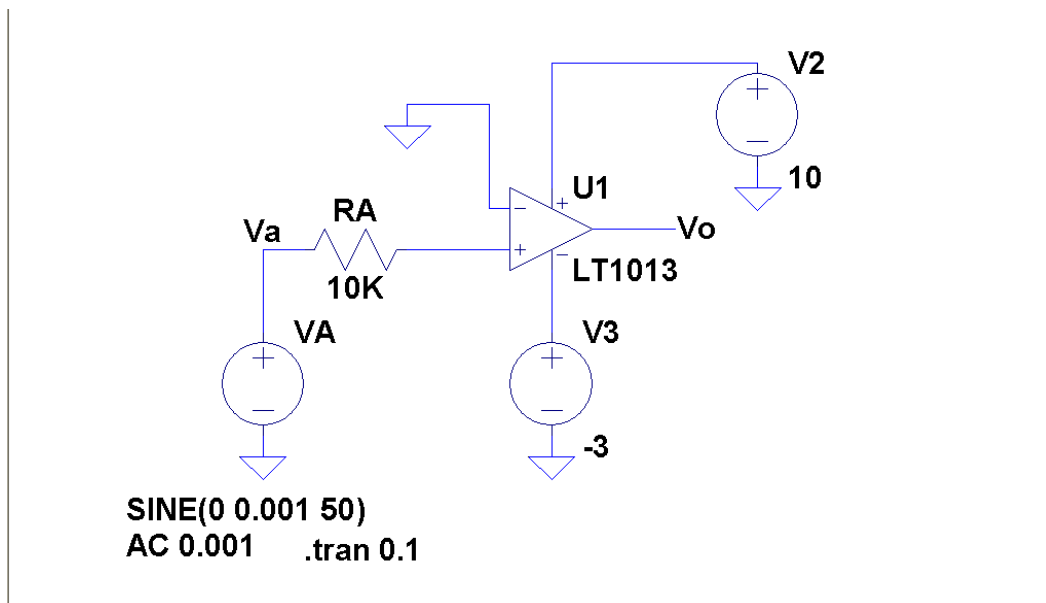 V2
10
U1
RA
Va
Vo
10K
LT1013
VA
V3
-3
SINE(0 0.001 50)
AC 0.001
.tran 0.1